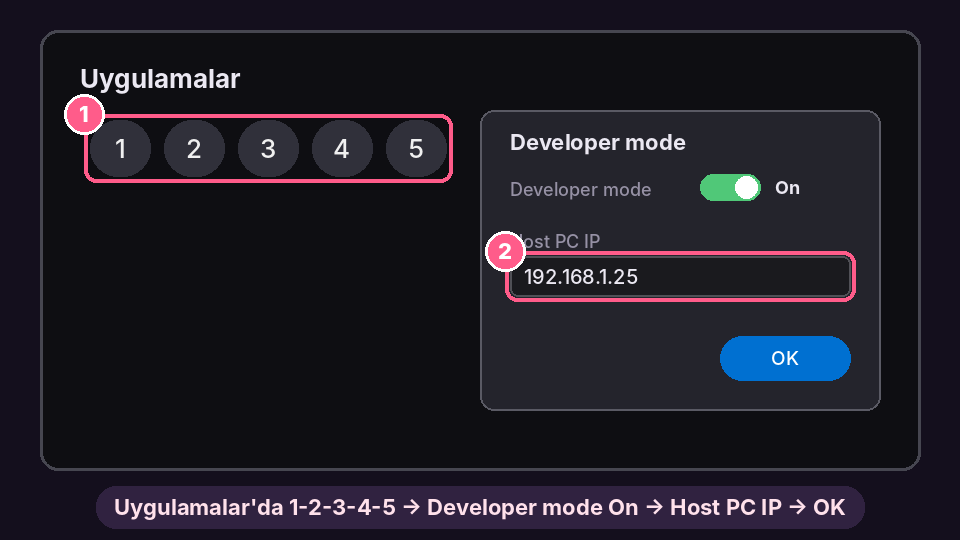 Uygulamalar
1
1 2 3 4 5
Developer mode
Developer mode On
ost PC IP
2
192.168.1.25
OK
Uygulamalar'da 1-2-3-4-5 → Developer mode On → Host PC IP → OK